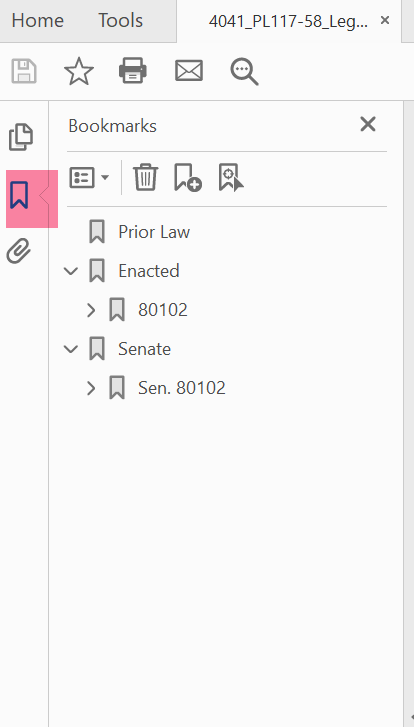 Home Tools 4041_PL117-58_Leg...
Bookmarks
Prior Law
Enacted
80102
Senate
Sen. 80102